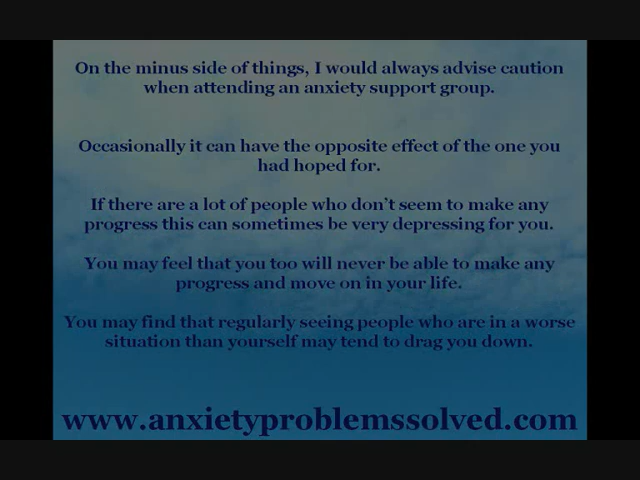 On the minus side of things, I would always advise caution
when attending an anxiety support group.
Occasionally it can have the opposite effect of the one you
had hoped for.
If there are a lot of people who don't seem to make any
progress this can sometimes be very depressing for you.
You may feel that you too will never be able to make any
progress and move on in your life.
You may find that regularly seeing people who are in a worse
situation than yourself may tend to drag you down.
www.anxietyproblemssolved.com